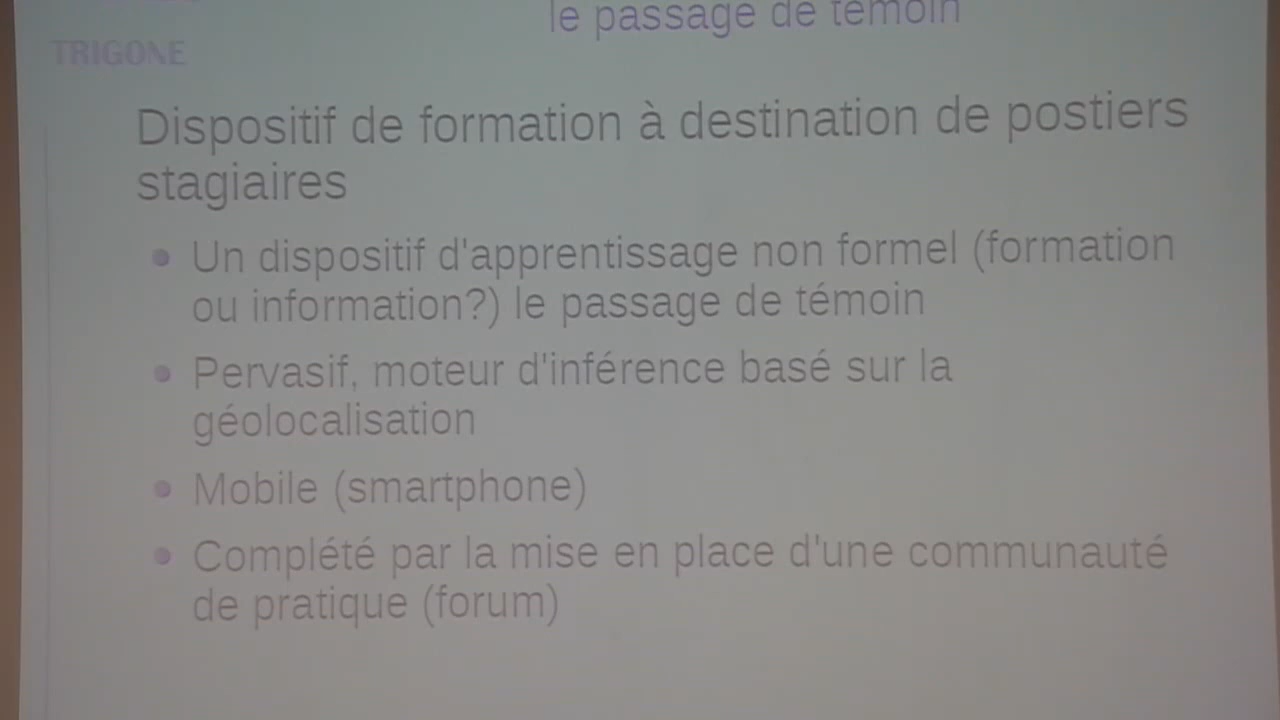 le passage de témoin
TRIGONE
Dispositif de formation à destination de postiers
stagiaires
• Un dispositif d'apprentissage non formel (formation
ou information?) le passage de témoin
• Pervasif, moteur d'inférence basé sur la
géolocalisation
• Mobile (smartphone)
• Complété par la mise en place d'une communauté
de pratique (forum)